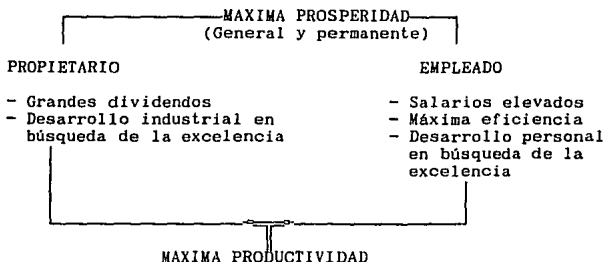 MAXIMA PROSPERIDAD
(General y permanente)
PROPIETARIO
- Grandes dividendos
- Desarrollo industrial en
búsqueda de la excelencia
EMPLEADO
- Salarios elevados
- Máxima eficiencia
- Desarrollo personal
en búsqueda de la
excelencia
MAXIMA PRODUCTIVIDAD